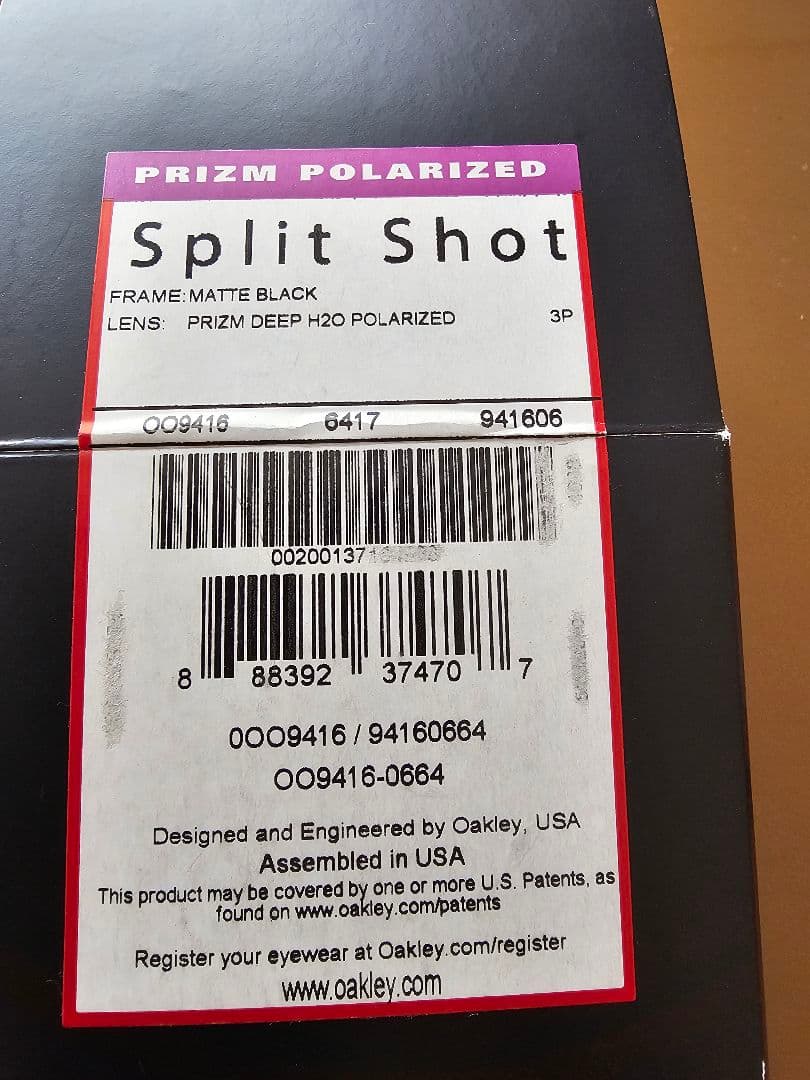 PRIZM POLARIZED
Split Shot
FRAME: MATTE BLACK
LENS: PRIZM DEEP H2O POLARIZED 3P
OO9416 6417 941606
8 88392 37470 7
0OO9416 / 94160664
OO9416-0664
Designed and Engineered by Oakley, USA
Assembled in USA
This product may be covered by one or more U.S. Patents, as
found on www.oakley.com/patents
Register your eyewear at Oakley.com/register
www.oakley.com